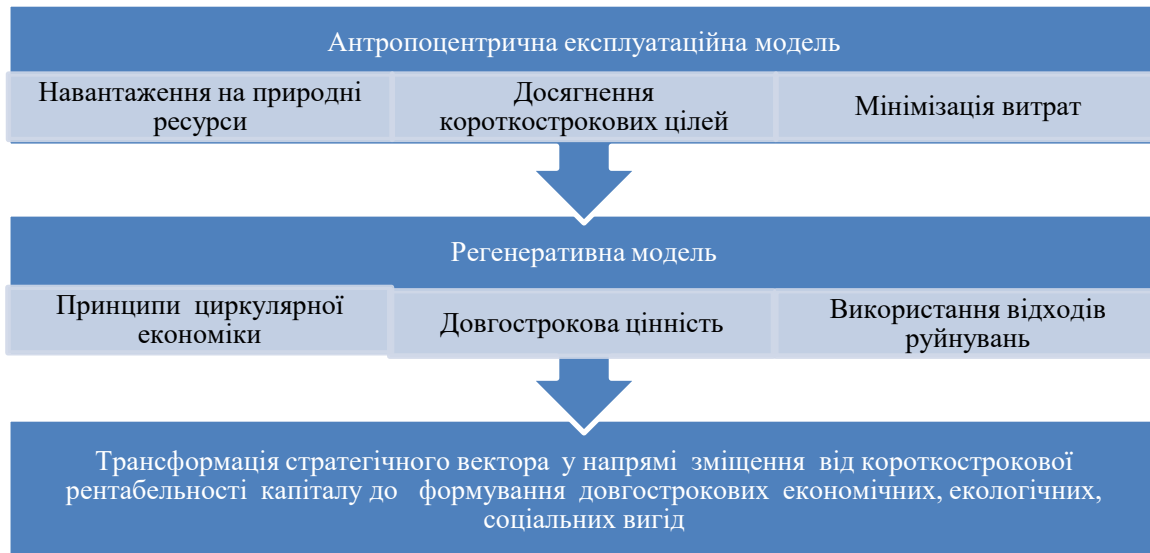 Антропоцентрична експлуатаційна модель
Навантаження на природні
ресурси
Досягнення
короткострокових цілей
Мінімізація витрат
Регенеративна модель
Принципи циркулярної
економіки
Довгострокова цінність
Використання відходів
руйнувань
Трансформація стратегічного вектора у напрямі зміщення від короткострокової
рентабельності капіталу до формування довгострокових економічних, екологічних,
соціальних вигід